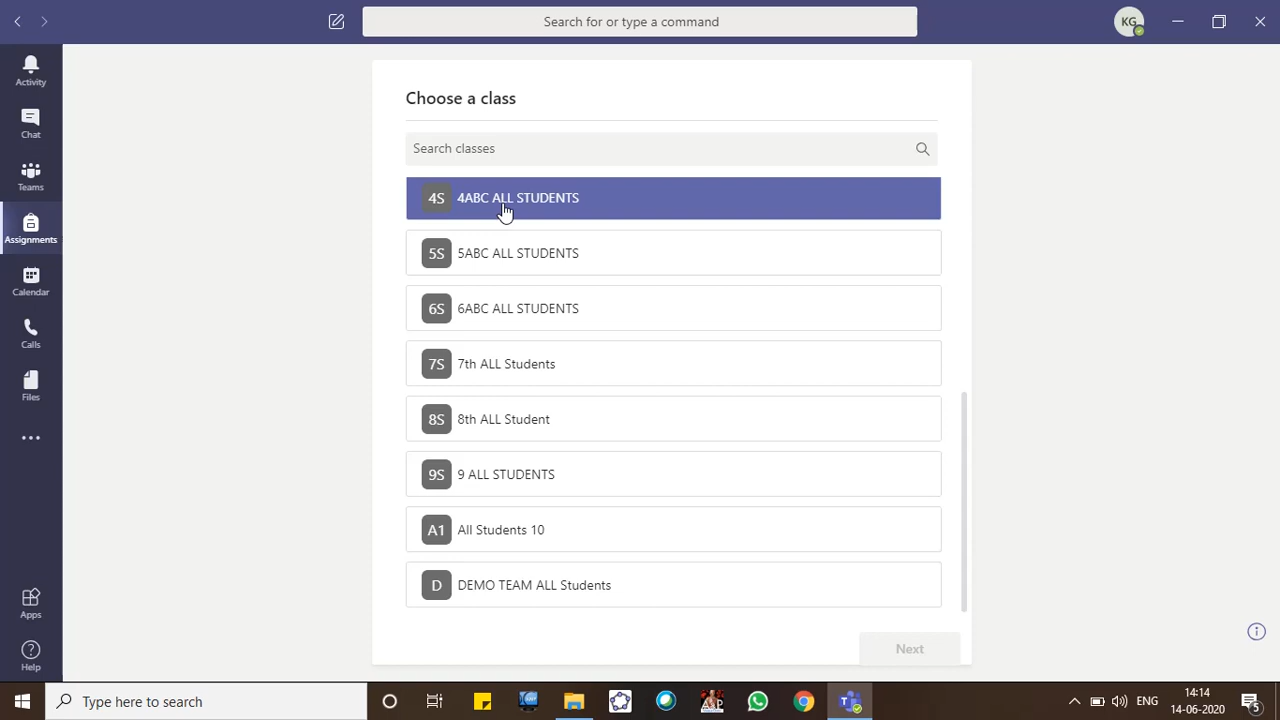 Search for or type a command
KG
Activity
Chat
Teams
Assignments
Calendar
Calls
Files
Apps
Help
Choose a class
Search classes
4S 4ABC ALL STUDENTS
5S 5ABC ALL STUDENTS
6S 6ABC ALL STUDENTS
7S 7th ALL Students
8S 8th ALL Student
9S 9 ALL STUDENTS
A1 All Students 10
D DEMO TEAM ALL Students
Next
Type here to search
ENG
14:14
14-06-2020
5